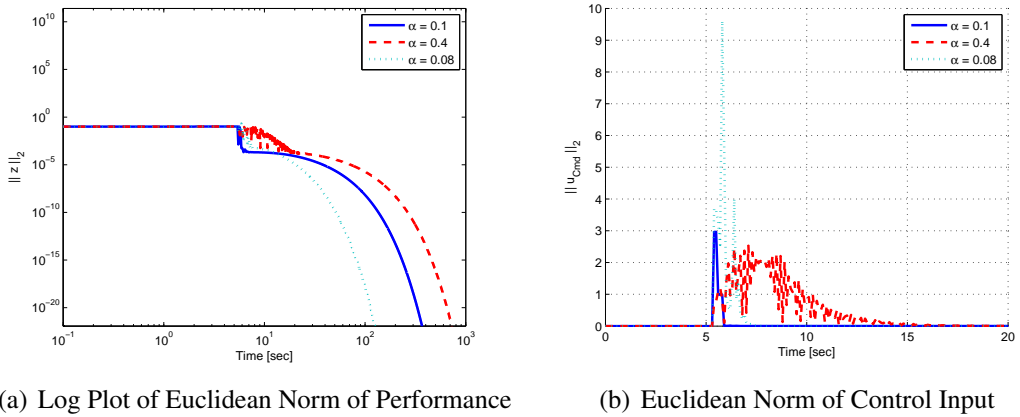 10^10
10^5
10^0
10^-5
10^-10
10^-15
10^-20
|| z ||_2
10^-1
10^0
10^1
10^2
10^3
Time [sec]
α = 0.1
α = 0.4
α = 0.08
10
9
8
7
6
5
4
3
2
1
0
|| u_Cmd ||_2
0
5
10
15
20
Time [sec]
α = 0.1
α = 0.4
α = 0.08
(a) Log Plot of Euclidean Norm of Performance
(b) Euclidean Norm of Control Input